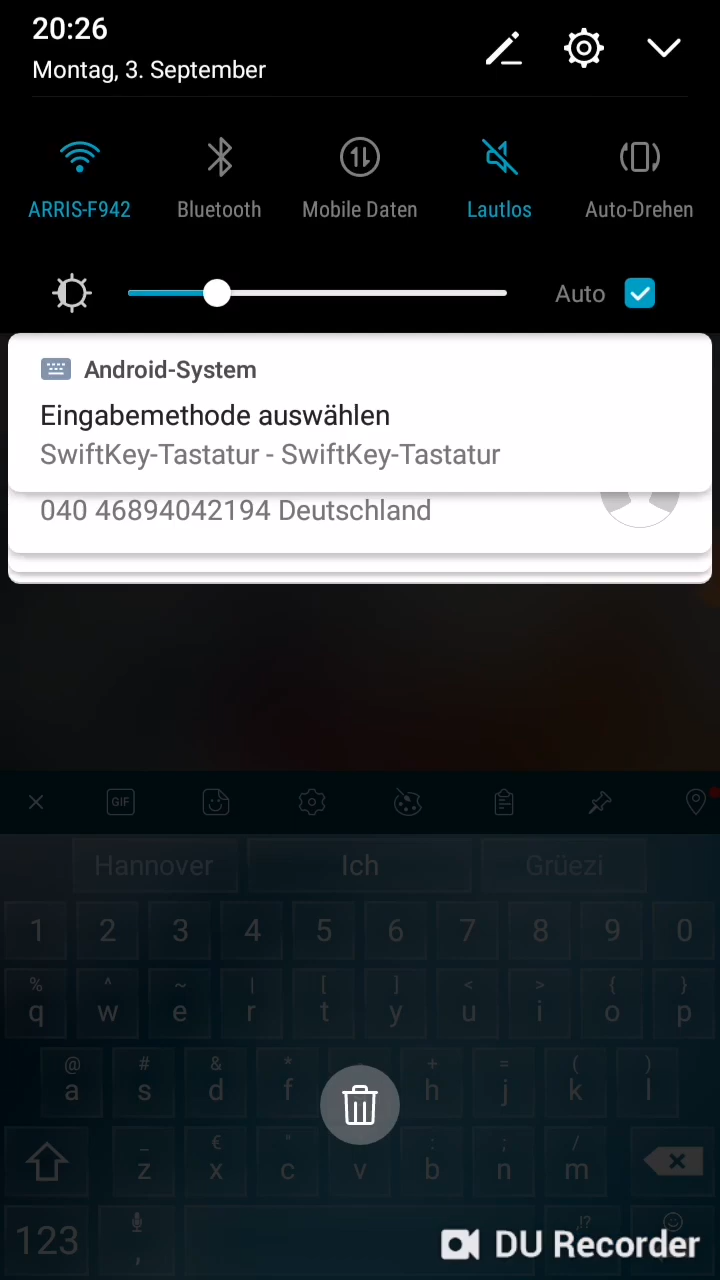 20:26
Montag, 3. September
ARRIS-F942 Bluetooth Mobile Daten Lautlos Auto-Drehen
Auto
Android-System
Eingabemethode auswählen
SwiftKey-Tastatur - SwiftKey-Tastatur
040 46894042194 Deutschland
GIF
Hannover Ich Grüezi
1 2 3 4 5 6 7 8 9 0
% ^ ~ | [ ] < > { }
q w e r t y u i o p
@ # & * + = ( )
a s d f h j k l
_ € " : ; /
z x c v b n m
,!?
123 ,
DU Recorder